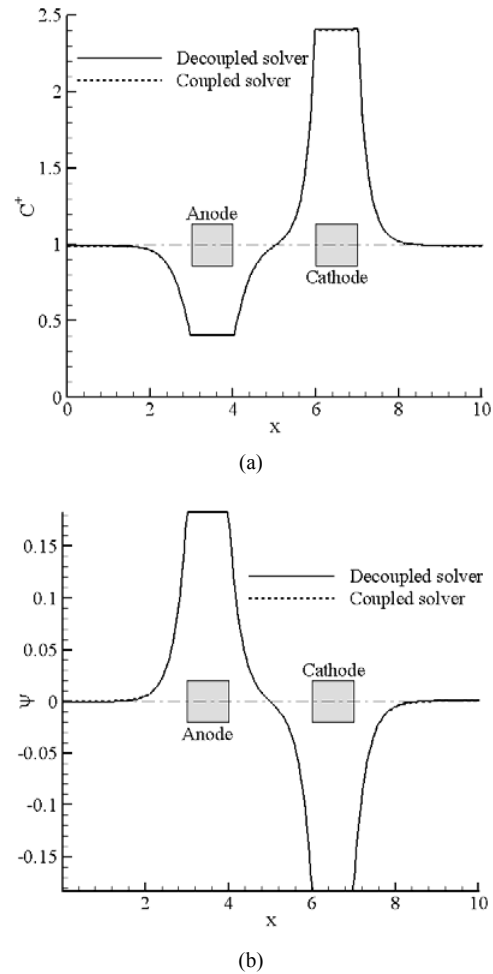 2.5
Decoupled solver
Coupled solver
2
1.5
C+
Anode
1
Cathode
0.5
0
0 2 4 6 8 10
x
(a)
0.15
0.1
Decoupled solver
Coupled solver
0.05
Cathode
ψ
0
Anode
-0.05
-0.1
-0.15
2 4 6 8 10
x
(b)